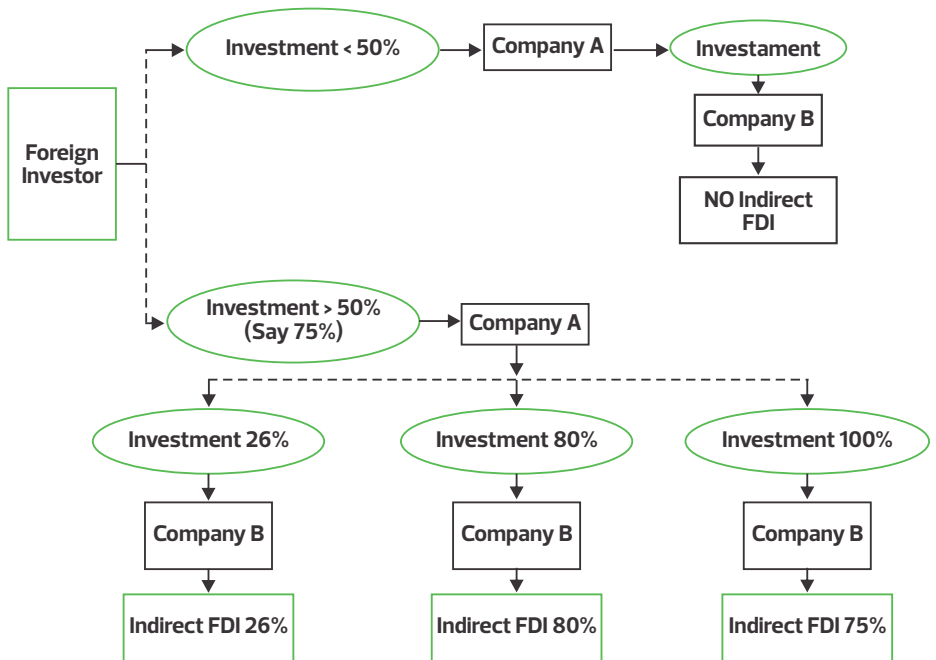 Investment < 50%
Company A
Investament
Company B
NO Indirect
FDI
Foreign
Investor
Investment > 50%
(Say 75%)
Company A
Investment 26%
Investment 80%
Investment 100%
Company B
Company B
Company B
Indirect FDI 26%
Indirect FDI 80%
Indirect FDI 75%